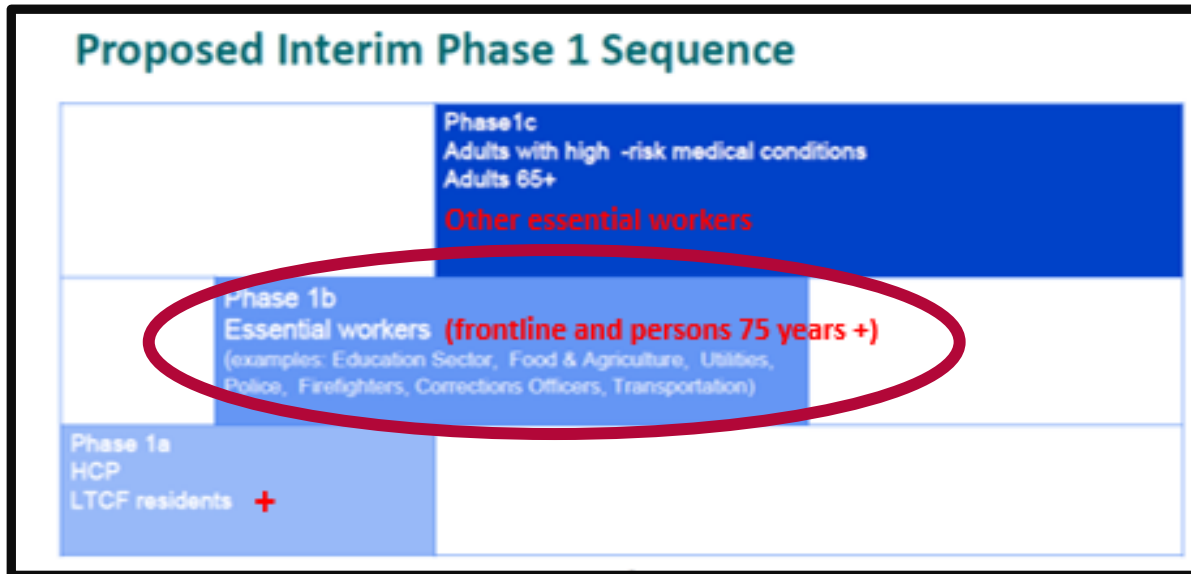 Proposed Interim Phase 1 Sequence
Phase1c
Adults with high -risk medical conditions
Adults 65+
Other essential workers
Phase 1b
Essential workers (frontline and persons 75 years +)
(examples: Education Sector, Food & Agriculture, Utilities,
Police, Firefighters, Corrections Officers, Transportation)
Phase 1a
HCP
LTCF residents +